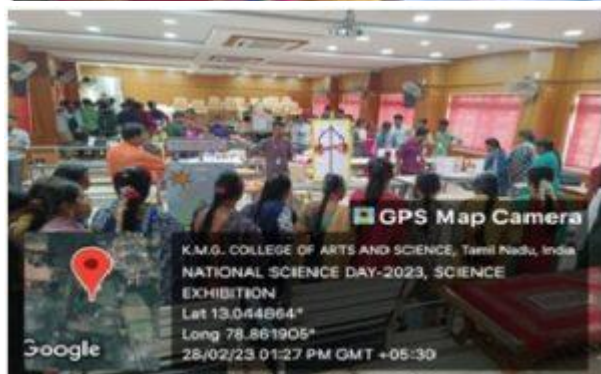 GPS Map Camera
K.M.G. COLLEGE OF ARTS AND SCIENCE, Tamil Nadu, India
NATIONAL SCIENCE DAY-2023, SCIENCE
EXHIBITION
Lat 13.044864°
Long 78.861905°
28/02/23 01:27 PM GMT +05:30
Google